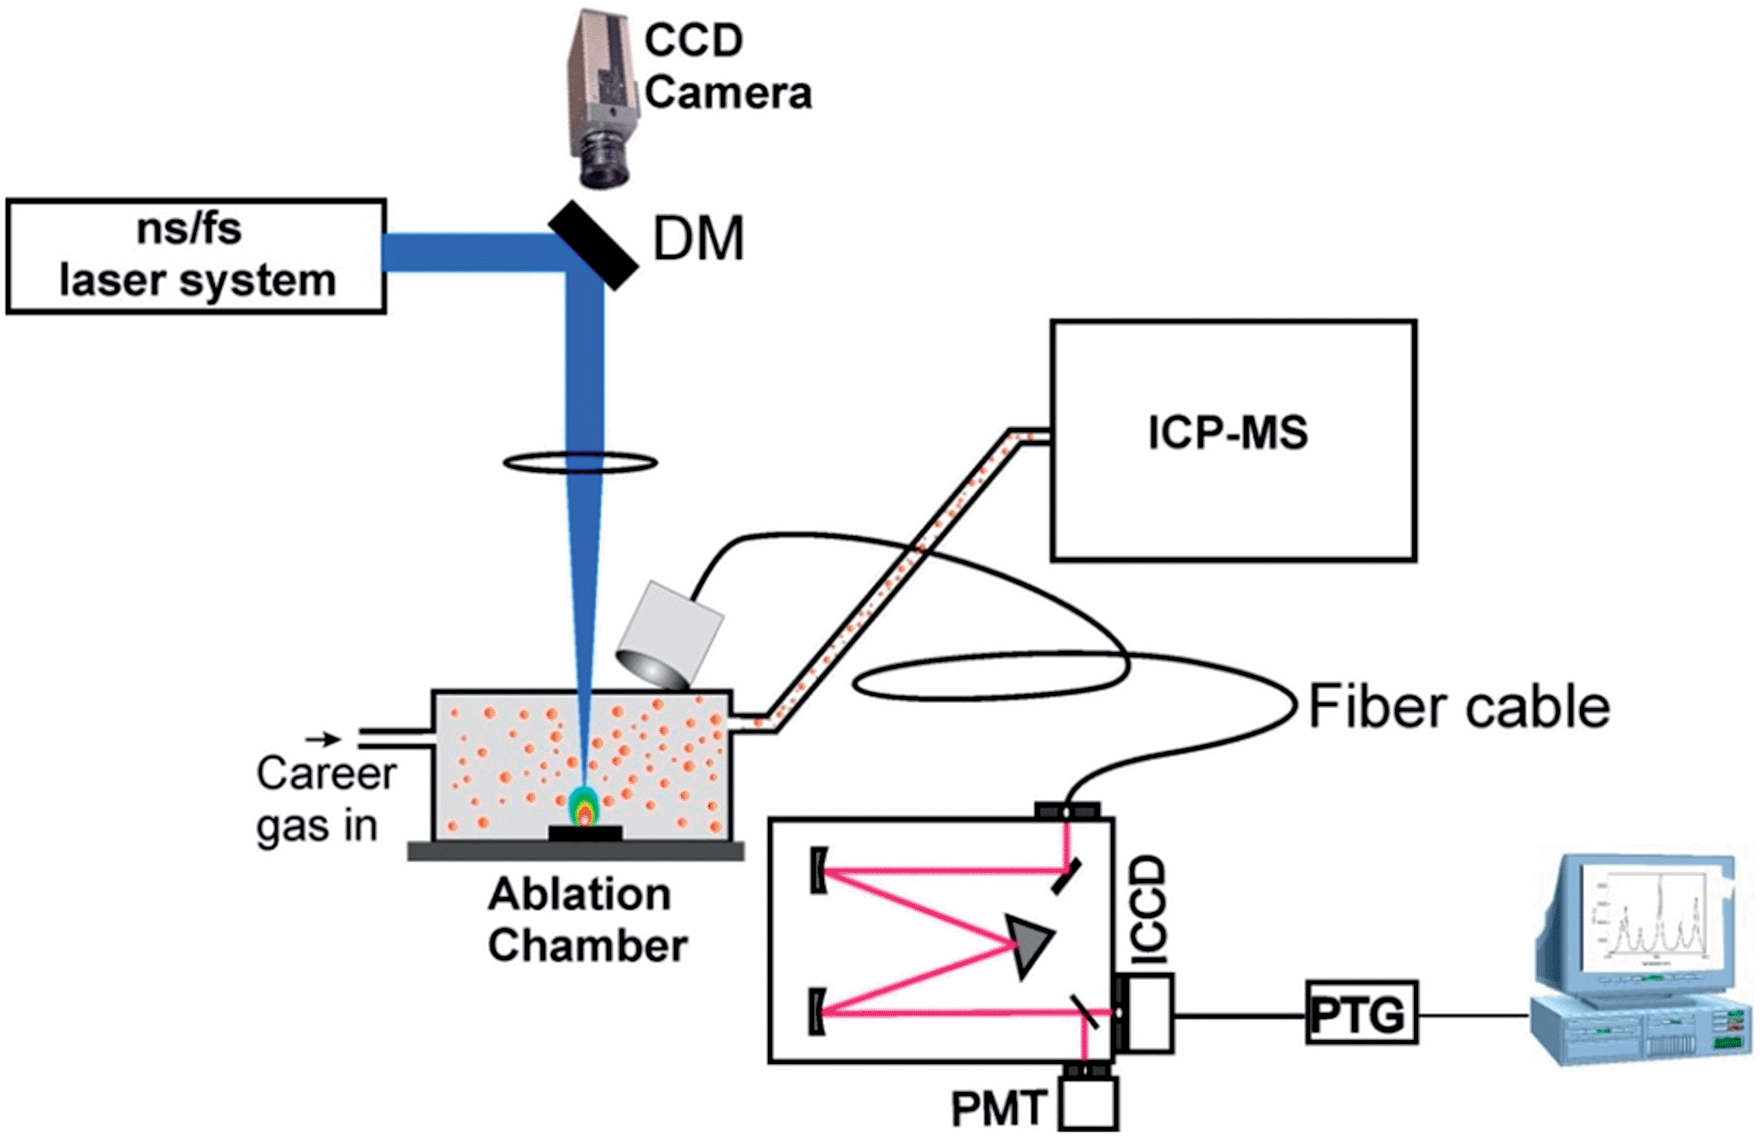 CCD
Camera
ns/fs
laser system
DM
ICP-MS
Fiber cable
Career
gas in
Ablation
Chamber
ICCD
PTG
PMT